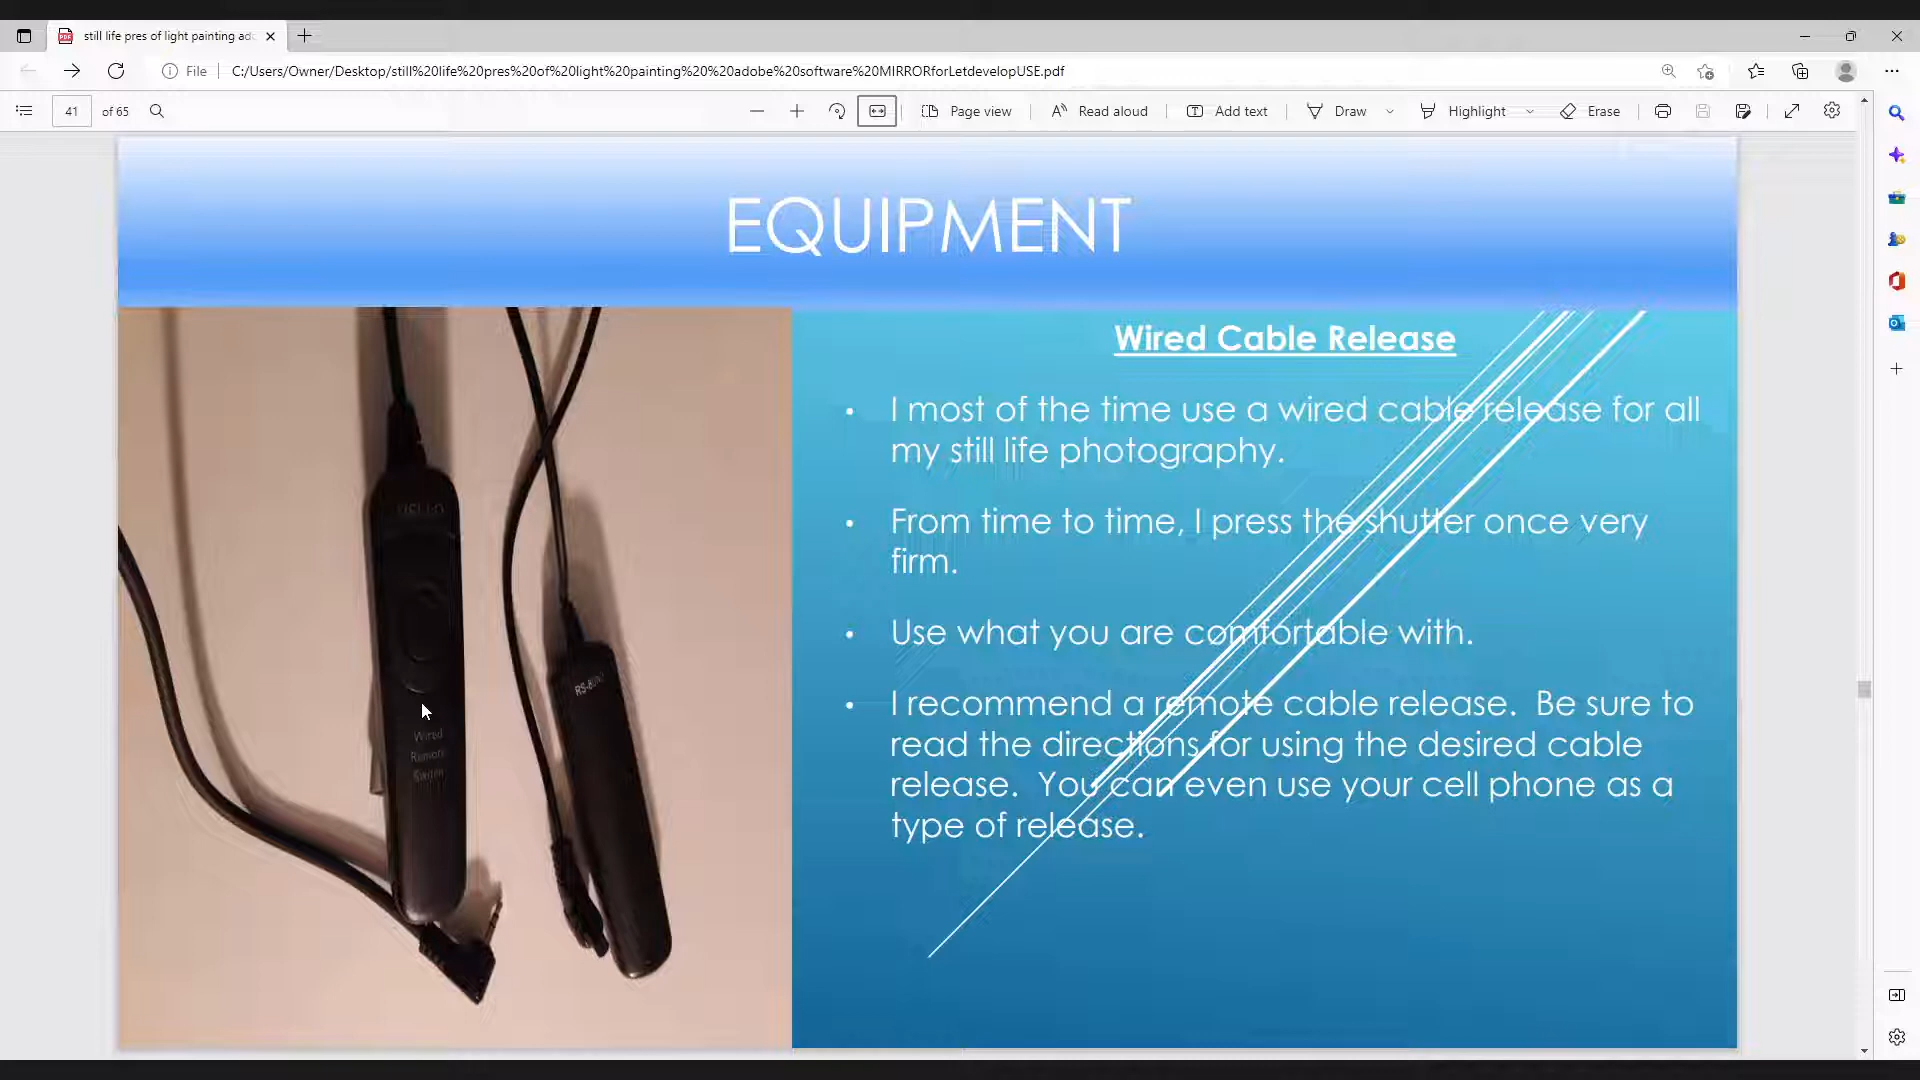 still life pres of light painting ad
File
C:/Users/Owner/Desktop/still%20life%20pres%20of%20light%20painting%20%20adobe%20software%20MIRRORforLetdevelopUSE.pdf
41 of 65
Page view
Read aloud
Add text
Draw
Highlight
Erase
EQUIPMENT
Wired Cable Release
• I most of the time use a wired cable release for all
my still life photography.
• From time to time, I press the shutter once very
firm.
• Use what you are comfortable with.
• I recommend a remote cable release. Be sure to
read the directions for using the desired cable
release. You can even use your cell phone as a
type of release.
Wired
Remote
Switch